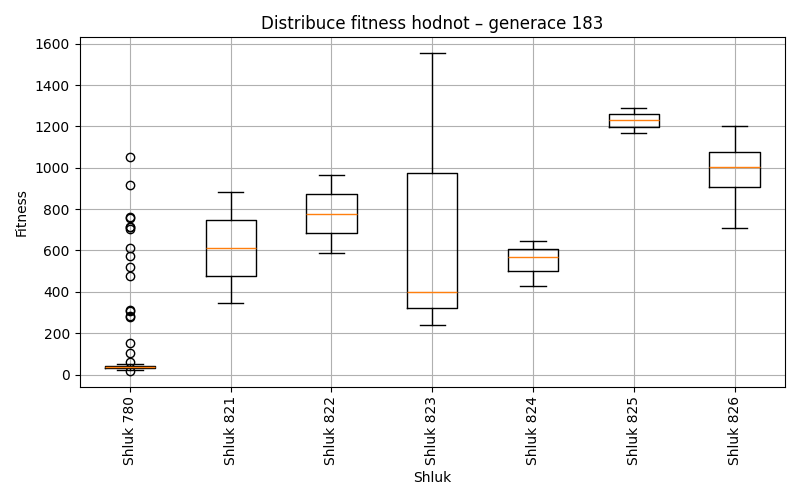 Distribuce fitness hodnot – generace 183
Fitness
1600
1400
1200
1000
800
600
400
200
0
Shluk 780
Shluk 821
Shluk 822
Shluk 823
Shluk 824
Shluk 825
Shluk 826
Shluk